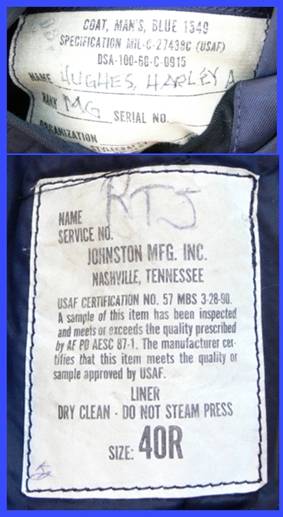 COAT, MAN'S, BLUE 1549
SPECIFICATION MIL-C-27438C (USAF)
DSA-100-68-C-0915
NAME HUGHES, HARLEY A
RANK MG SERIAL NO.
ORGANIZATION
RTJ
NAME
SERVICE NO.
JOHNSTON MFG. INC.
NASHVILLE, TENNESSEE
USAF CERTIFICATION NO. 57 MBS 3-28-90.
A sample of this item has been inspected
and meets or exceeds the quality prescribed
by AF PD AESC 87-1. The manufacturer cer-
tifies that this item meets the quality or
sample approved by USAF.
LINER
DRY CLEAN - DO NOT STEAM PRESS
SIZE: 40R